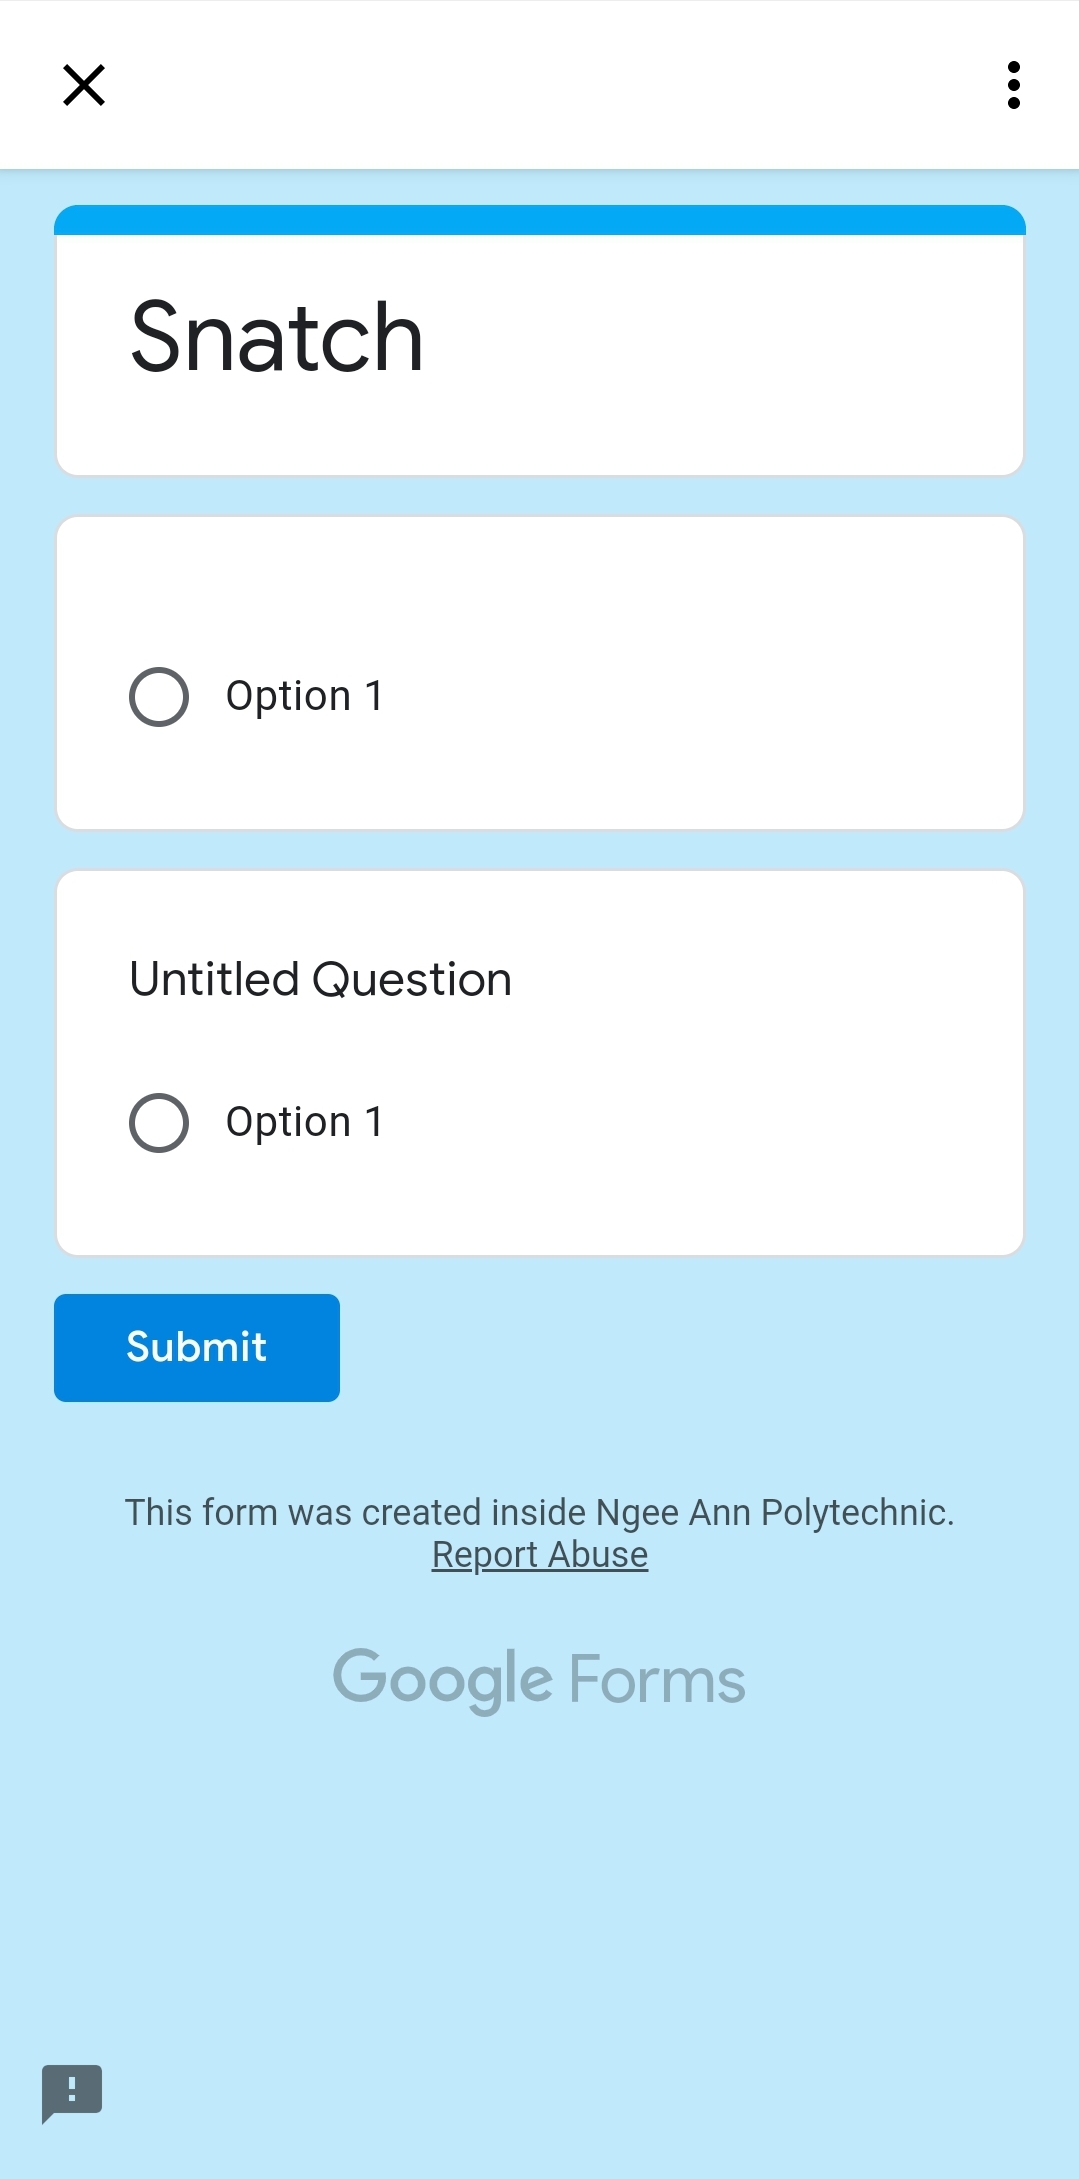 Snatch
Option 1
Untitled Question
Option 1
Submit
This form was created inside Ngee Ann Polytechnic.
Report Abuse
Google Forms